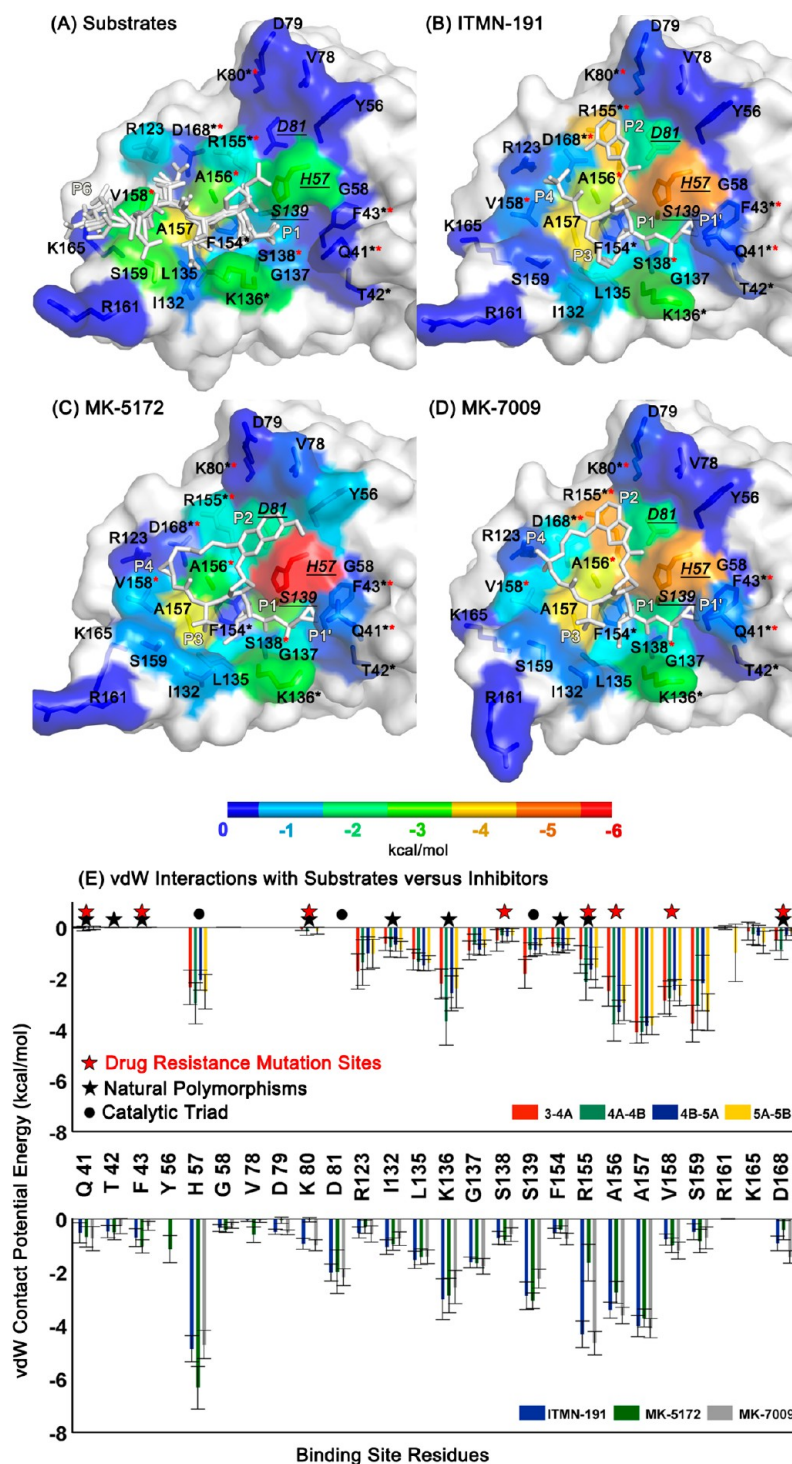 (A) Substrates
D79
K80**
V78
Y56
R123
D168**
R155**
D81
P6
A156*
H57
G58
V158*
S139
F43**
A157
P1
K165
F154*
Q41**
S138*
S159
L135
G137
T42*
I132
K136*
R161
(B) ITMN-191
D79
K80**
V78
R155**
Y56
P2
D168**
D81
R123
A156*
H57
G58
P4
V158*
S139
F43**
K165
A157
P1
P1'
F154*
Q41**
P3
S138*
S159
G137
T42*
L135
R161
I132
K136*
(C) MK-5172
D79
K80**
V78
R155**
Y56
D168**
P2
D81
R123
P4
A156*
H57
G58
V158*
S139
F43**
A157
P1
K165
P3
F154*
P1'
Q41**
S138*
S159
G137
T42*
L135
R161
I132
K136*
(D) MK-7009
D79
K80**
V78
R155**
Y56
P2
D168**
D81
R123
P4
A156*
H57
G58
V158*
F43**
A157
S139
K165
P1
P1'
P3
F154*
Q41**
S138*
S159
G137
T42*
L135
I132
K136*
R161
0 -1 -2 -3 -4 -5 -6
kcal/mol
(E) vdW Interactions with Substrates versus Inhibitors
0
-2
-4
-6
-8
Drug Resistance Mutation Sites
Natural Polymorphisms
Catalytic Triad
3-4A 4A-4B 4B-5A 5A-5B
vdW Contact Potential Energy (kcal/mol)
Q 41
T 42
F 43
Y 56
H 57
G 58
V 78
D 79
K 80
D 81
R123
I132
L135
K136
G137
S138
S139
F154
R155
A156
A157
V158
S159
R161
K165
D168
0
-2
-4
-6
-8
ITMN-191 MK-5172 MK-7009
Binding Site Residues